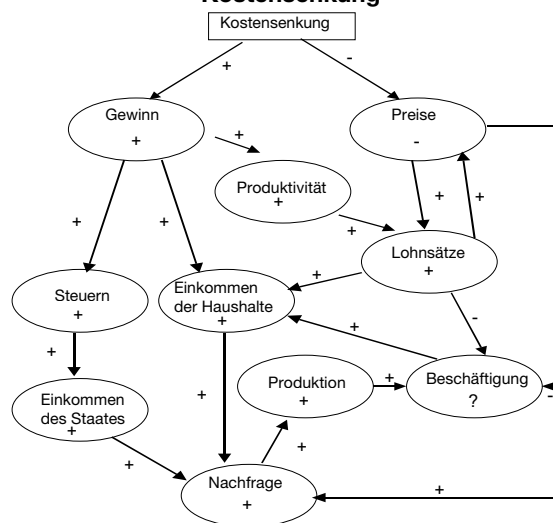 Kostensenkung
Kostensenkung
+
-
Gewinn
+
Preise
-
+
Produktivität
+
+
+
+
+
+
Lohnsätze
+
+
Steuern
+
Einkommen
der Haushalte
+
-
+
+
Produktion
+
+
Beschäftigung
?
-
Einkommen
des Staates
+
+
+
+
Nachfrage
+
+